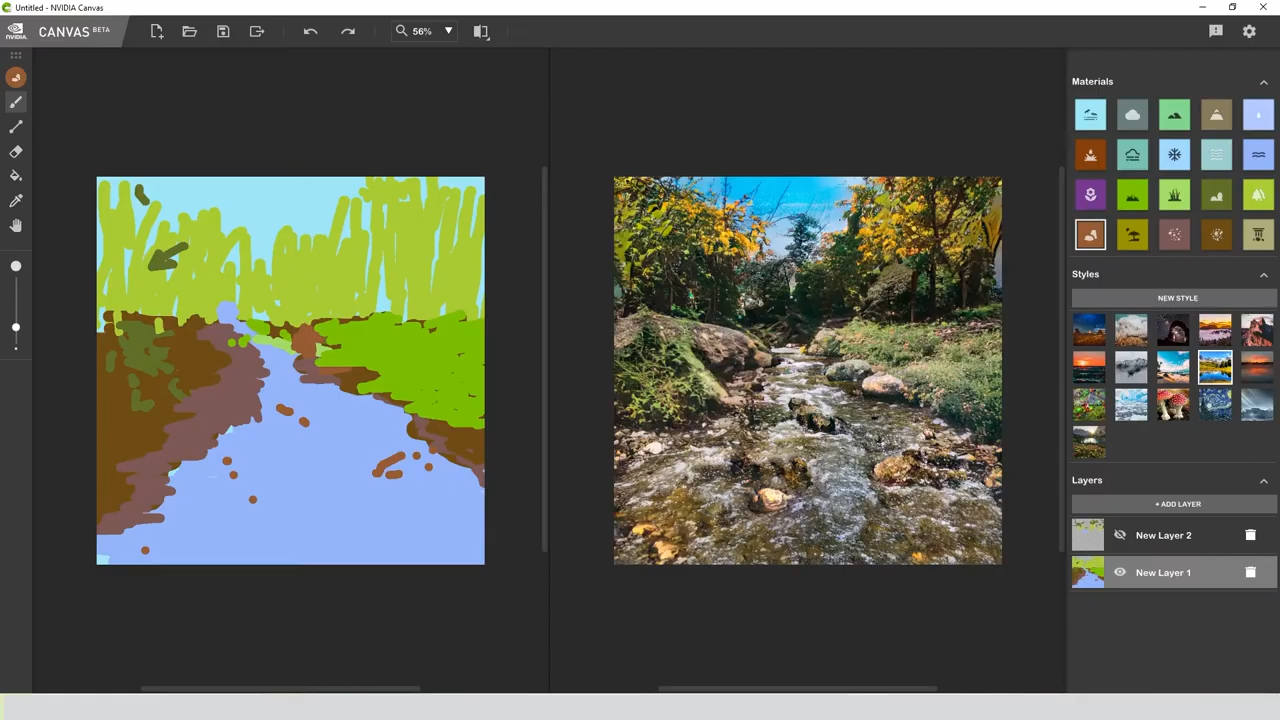 Untitled - NVIDIA Canvas
NVIDIA
CANVAS BETA
56%
Materials
Styles
NEW STYLE
Layers
+ ADD LAYER
New Layer 2
New Layer 1